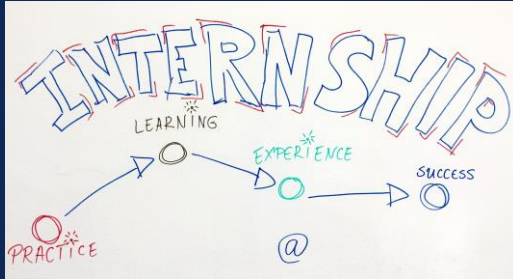 INTERNSHIP
LEARNING
EXPERIENCE
SUCCESS
PRACTICE
@